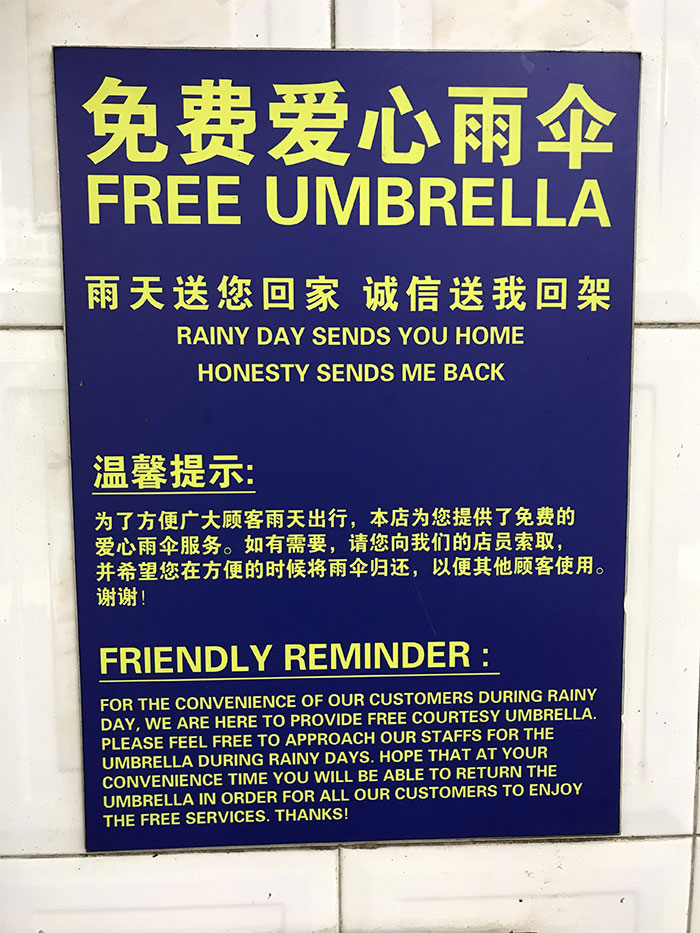 免费爱心雨伞
FREE UMBRELLA
雨天送您回家 诚信送我回架
RAINY DAY SENDS YOU HOME
HONESTY SENDS ME BACK
温馨提示:
为了方便广大顾客雨天出行，本店为您提供了免费的
爱心雨伞服务。如有需要，请您向我们的店员索取，
并希望您在方便的时候将雨伞归还，以便其他顾客使用。
谢谢！
FRIENDLY REMINDER :
FOR THE CONVENIENCE OF OUR CUSTOMERS DURING RAINY
DAY, WE ARE HERE TO PROVIDE FREE COURTESY UMBRELLA.
PLEASE FEEL FREE TO APPROACH OUR STAFFS FOR THE
UMBRELLA DURING RAINY DAYS. HOPE THAT AT YOUR
CONVENIENCE TIME YOU WILL BE ABLE TO RETURN THE
UMBRELLA IN ORDER FOR ALL OUR CUSTOMERS TO ENJOY
THE FREE SERVICES. THANKS!